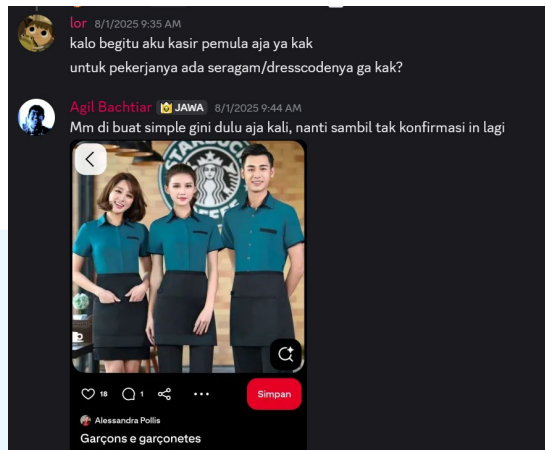 lor 8/1/2025 9:35 AM
kalo begitu aku kasir pemula aja ya kak
untuk pekerjanya ada seragam/dresscodenya ga kak?
Agil Bachtiar JAWA 8/1/2025 9:44 AM
Mm di buat simple gini dulu aja kali, nanti sambil tak konfirmasi in lagi
18 1 Simpan
Alessandra Pollis
Garçons e garçonetes